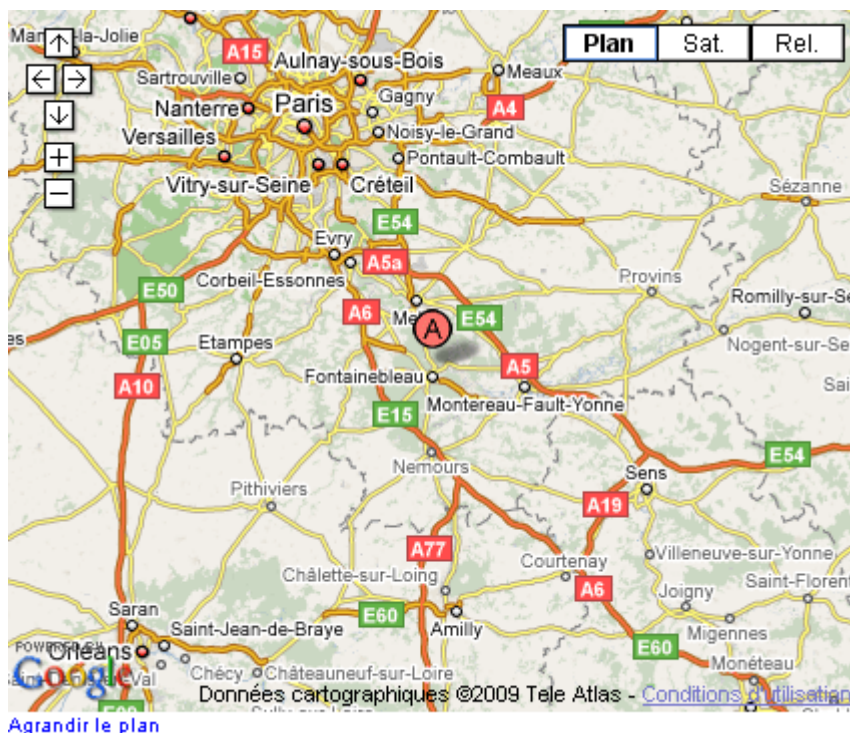 Plan Sat. Rel.
A15
Aulnay-sous-Bois
Sartrouville
Meaux
Nanterre
Paris
Gagny
A4
Versailles
Noisy-le-Grand
Pontault-Combault
Vitry-sur-Seine
Créteil
Sézanne
E54
Evry
A5a
Corbeil-Essonnes
Provins
E50
A6
E54
Romilly-sur-Se
A
E05
Etampes
Nogent-sur-Se
A5
A10
Fontainebleau
Montereau-Fault-Yonne
E15
Nemours
E54
Sens
Pithiviers
A19
A77
Courtenay
Villeneuve-sur-Yonne
Châlette-sur-Loing
A6
Joigny
Saint-Florent
Saran
E60
Amilly
Saint-Jean-de-Braye
Migennes
E60
POWERED BY
Google
Orléans
Chécy
Châteauneuf-sur-Loire
Monéteau
Données cartographiques ©2009 Tele Atlas - Conditions d'utilisation
Agrandir le plan